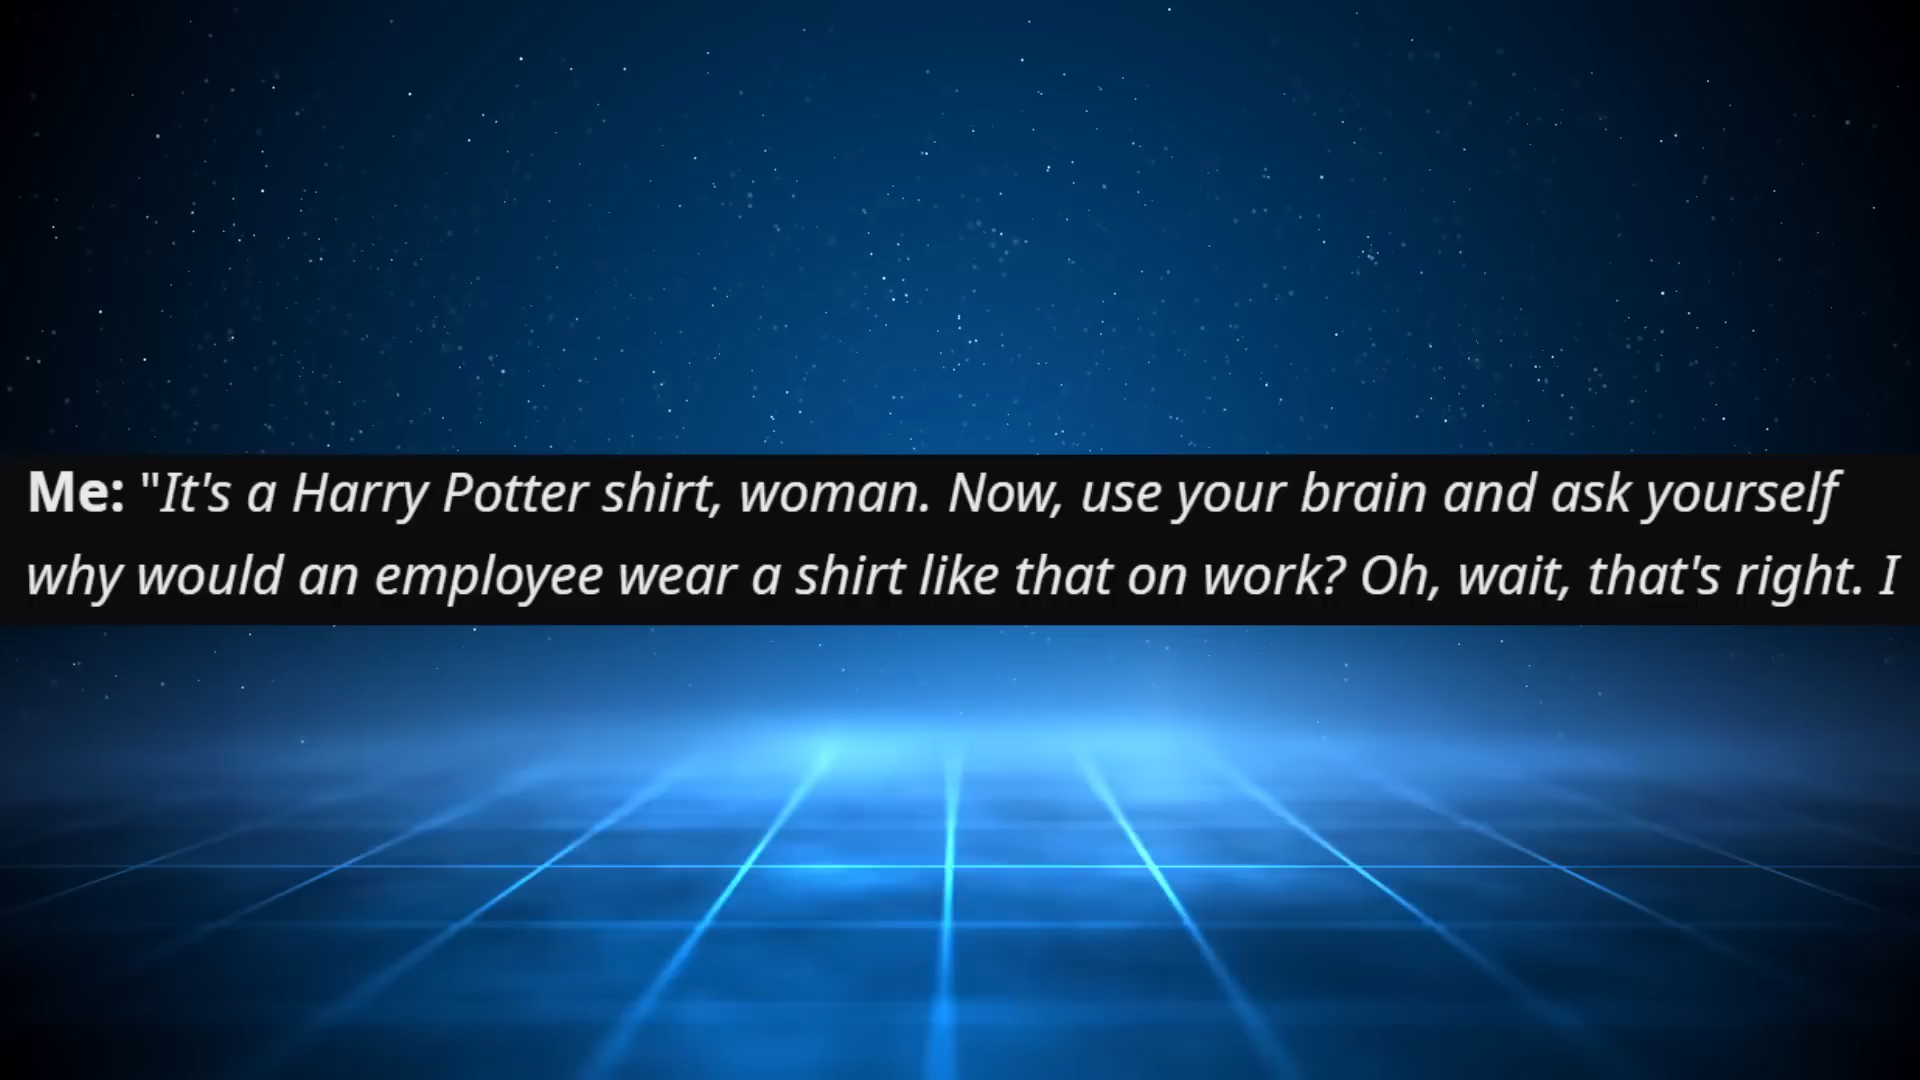 Me: "It's a Harry Potter shirt, woman. Now, use your brain and ask yourself
why would an employee wear a shirt like that on work? Oh, wait, that's right. I